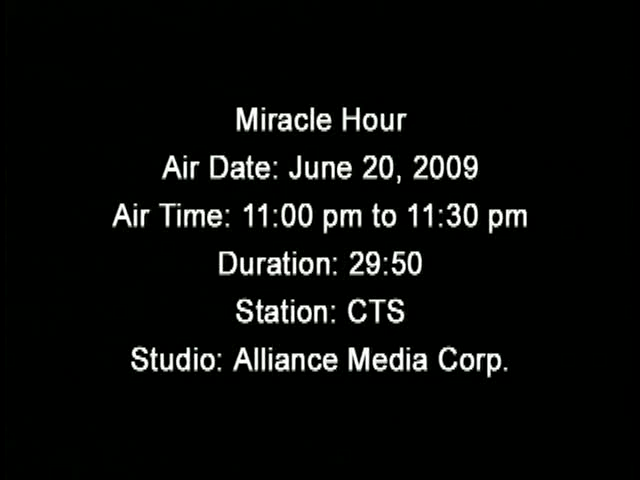 Miracle Hour
Air Date: June 20, 2009
Air Time: 11:00 pm to 11:30 pm
Duration: 29:50
Station: CTS
Studio: Alliance Media Corp.